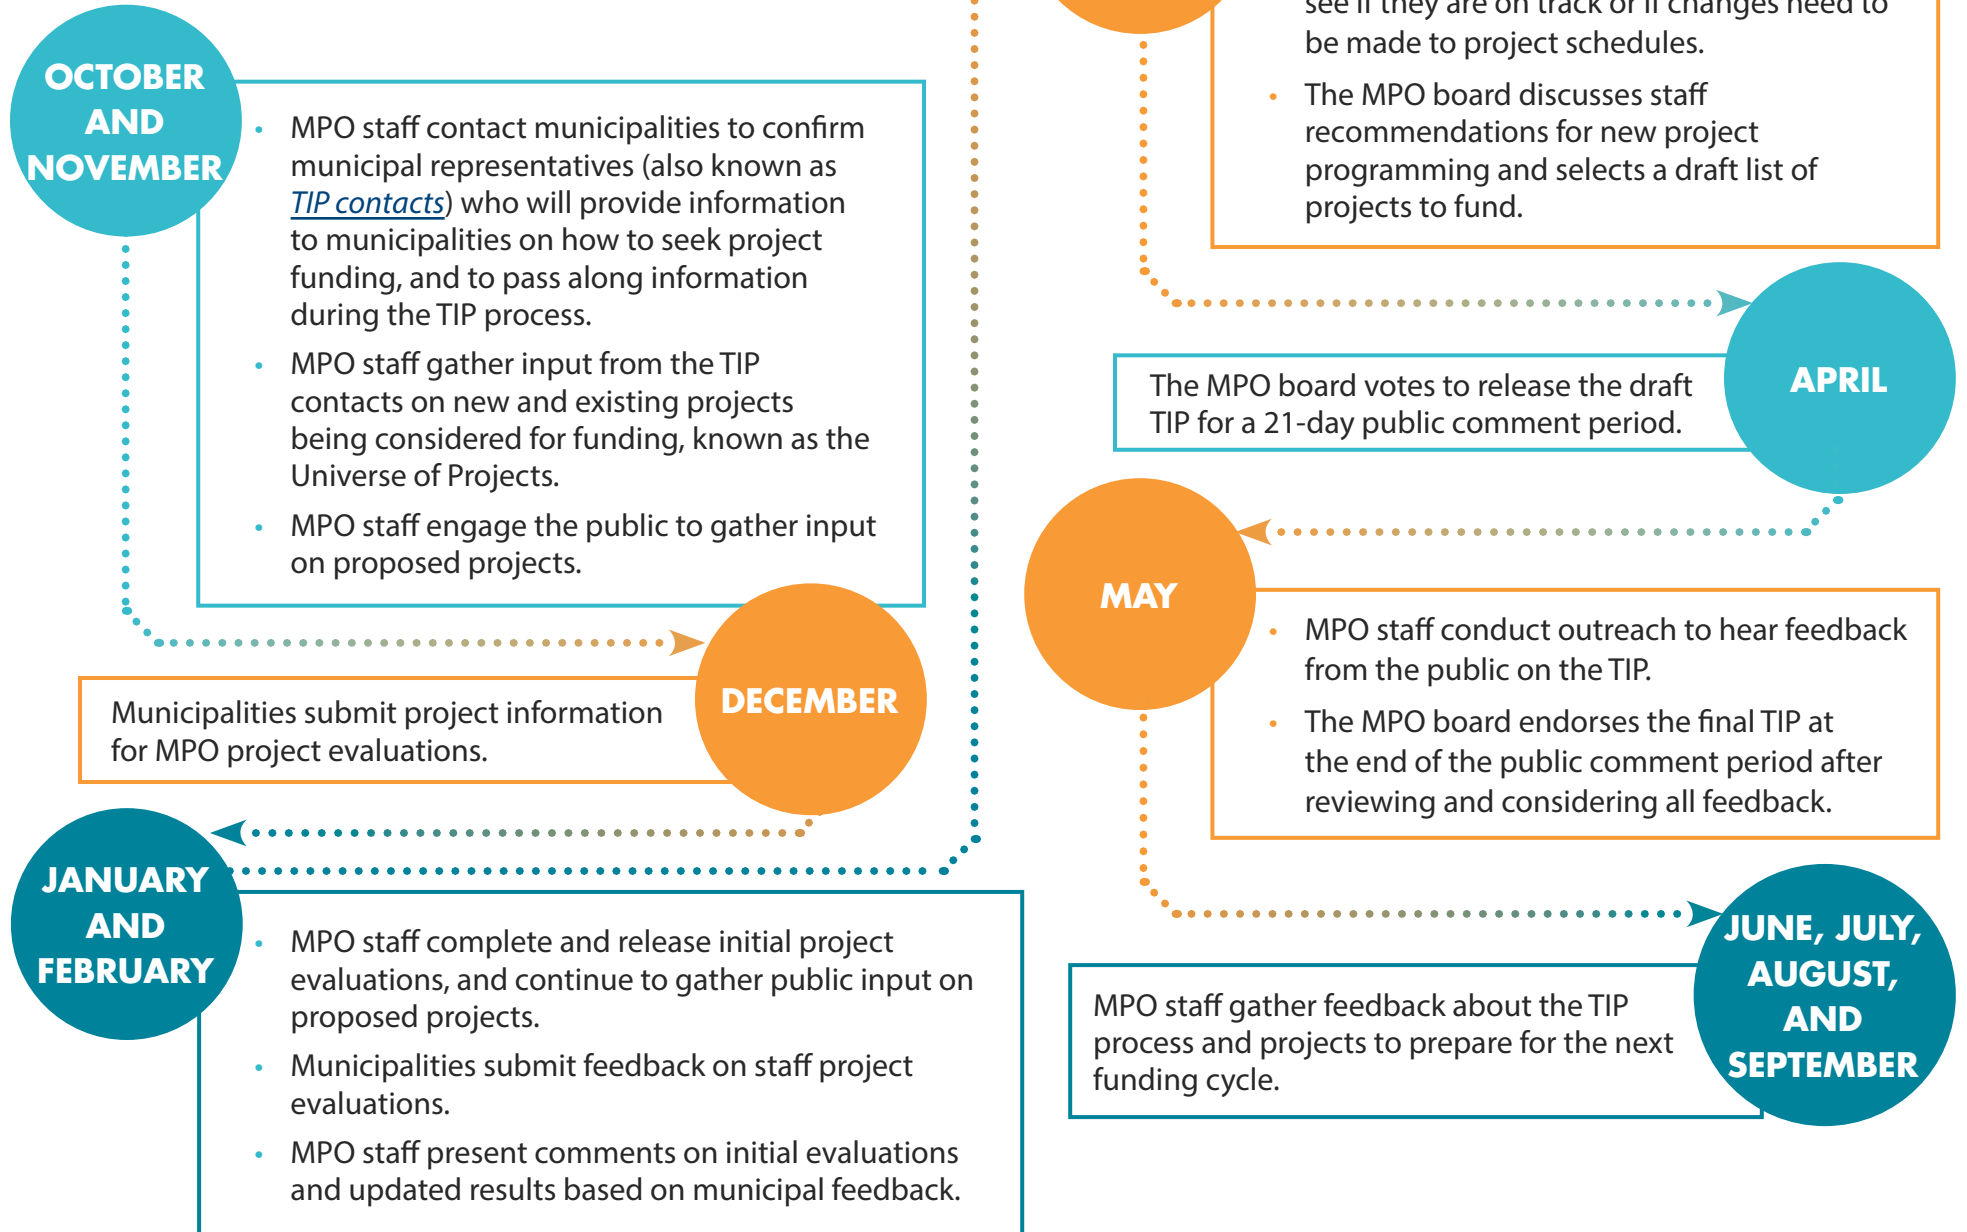 OCTOBER
AND
NOVEMBER
• MPO staff contact municipalities to confirm
municipal representatives (also known as
TIP contacts) who will provide information
to municipalities on how to seek project
funding, and to pass along information
during the TIP process.
• MPO staff gather input from the TIP
contacts on new and existing projects
being considered for funding, known as the
Universe of Projects.
• MPO staff engage the public to gather input
on proposed projects.
DECEMBER
Municipalities submit project information
for MPO project evaluations.
JANUARY
AND
FEBRUARY
• MPO staff complete and release initial project
evaluations, and continue to gather public input on
proposed projects.
• Municipalities submit feedback on staff project
evaluations.
• MPO staff present comments on initial evaluations
and updated results based on municipal feedback.
see if they are on track or if changes need to
be made to project schedules.
• The MPO board discusses staff
recommendations for new project
programming and selects a draft list of
projects to fund.
APRIL
The MPO board votes to release the draft
TIP for a 21-day public comment period.
MAY
• MPO staff conduct outreach to hear feedback
from the public on the TIP.
• The MPO board endorses the final TIP at
the end of the public comment period after
reviewing and considering all feedback.
JUNE, JULY,
AUGUST,
AND
SEPTEMBER
MPO staff gather feedback about the TIP
process and projects to prepare for the next
funding cycle.